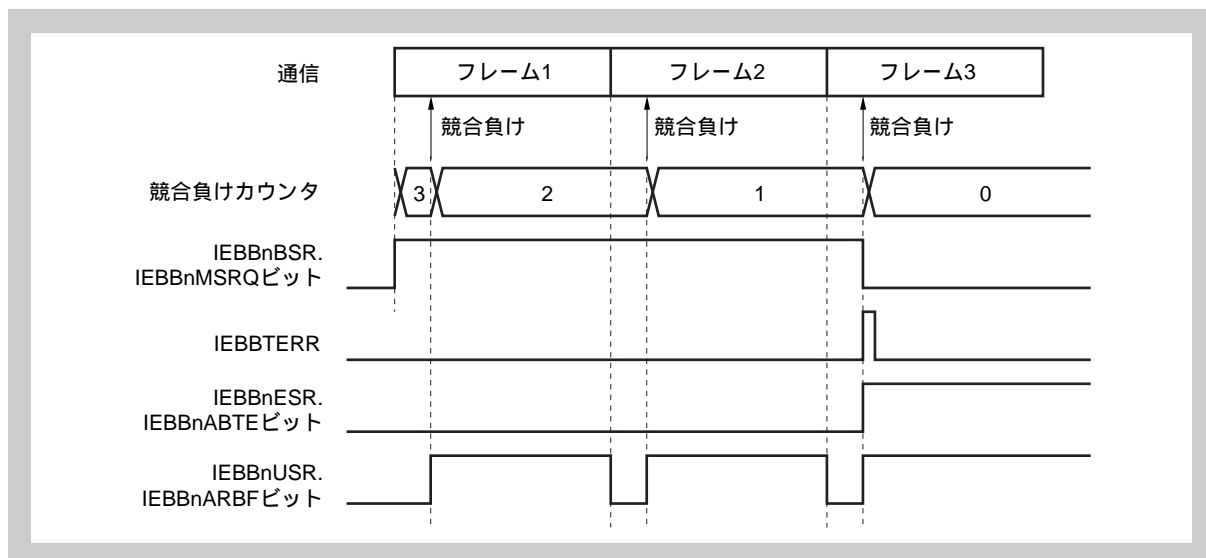 通信
フレーム1
フレーム2
フレーム3
競合負け
競合負け
競合負け
競合負けカウンタ
3
2
1
0
IEBBnBSR.
IEBBnMSRQビット
IEBBTERR
IEBBnESR.
IEBBnABTEビット
IEBBnUSR.
IEBBnARBFビット